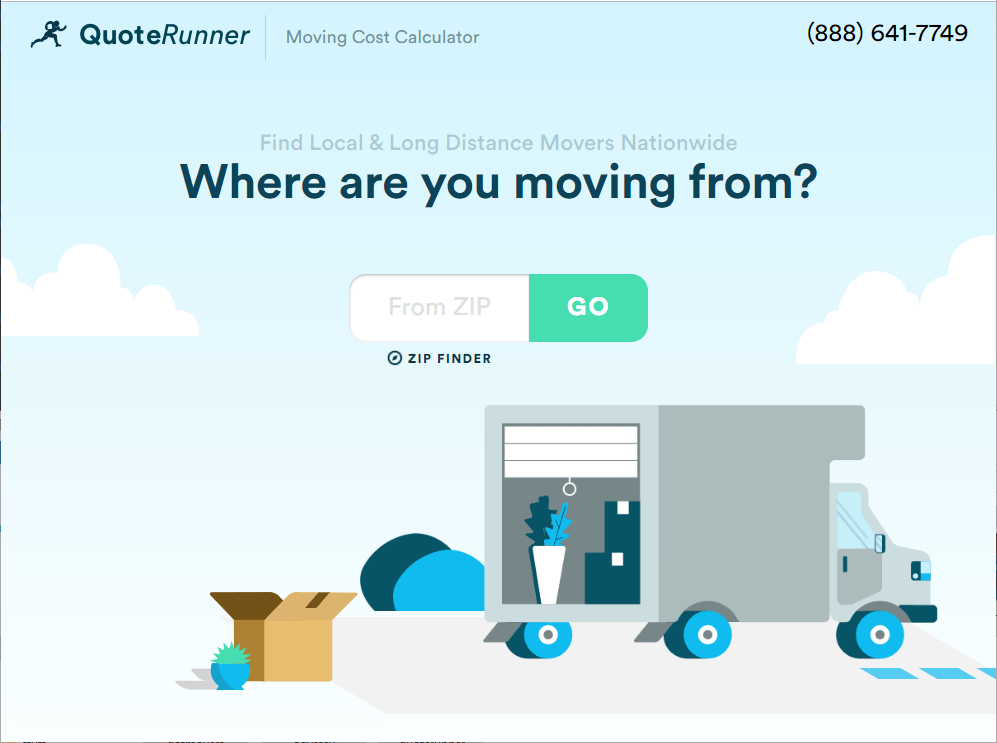 QuoteRunner
Moving Cost Calculator
(888) 641-7749
Find Local & Long Distance Movers Nationwide
Where are you moving from?
From ZIP
GO
ZIP FINDER